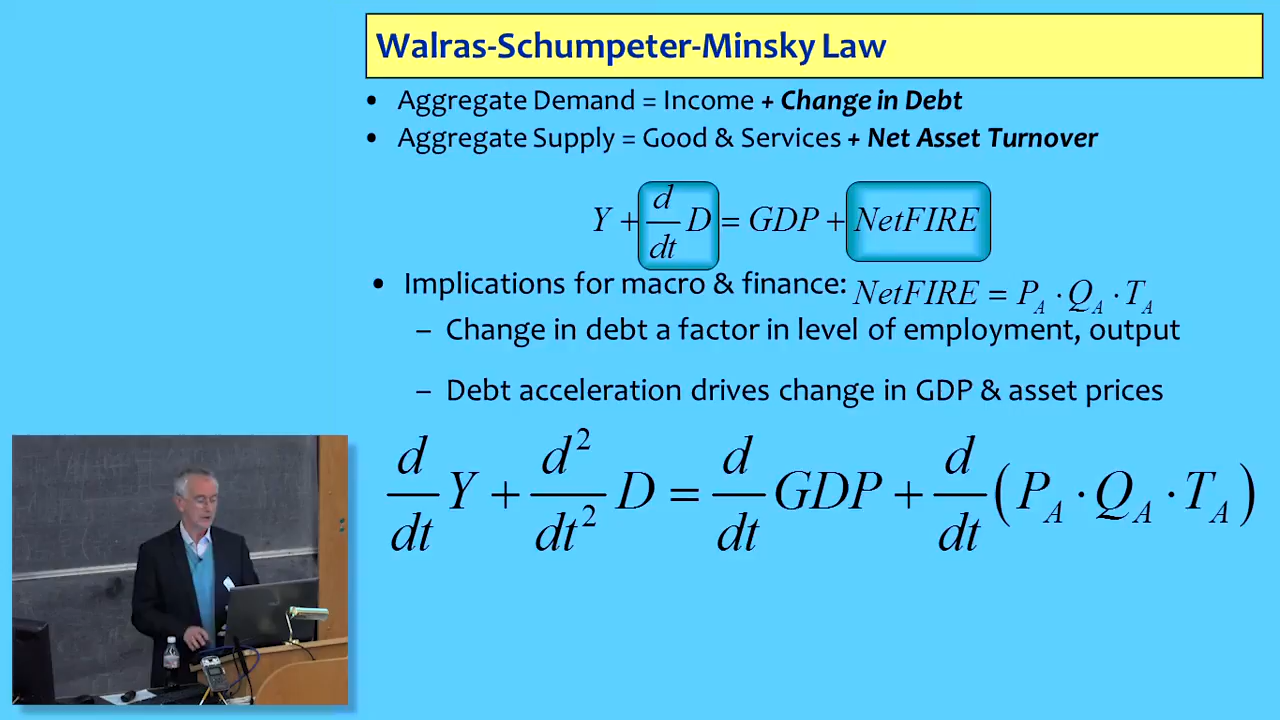 Walras-Schumpeter-Minsky Law
• Aggregate Demand = Income + Change in Debt
• Aggregate Supply = Good & Services + Net Asset Turnover
Y + d/dt D = GDP + NetFIRE
• Implications for macro & finance: NetFIRE = P_A · Q_A · T_A
– Change in debt a factor in level of employment, output
– Debt acceleration drives change in GDP & asset prices
d/dt Y + d²/dt² D = d/dt GDP + d/dt (P_A · Q_A · T_A)